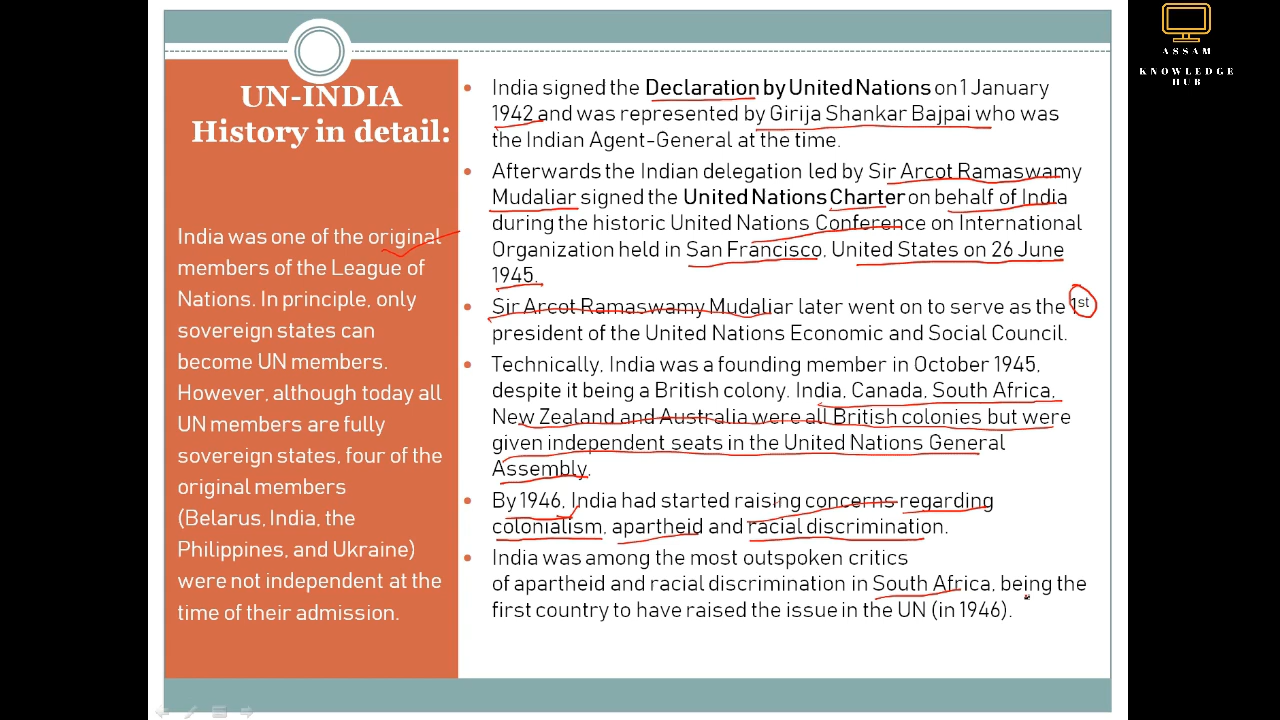 UN-INDIA
History in detail:
India was one of the original
members of the League of
Nations. In principle, only
sovereign states can
become UN members.
However, although today all
UN members are fully
sovereign states, four of the
original members
(Belarus, India, the
Philippines, and Ukraine)
were not independent at the
time of their admission.
• India signed the Declaration by United Nations on 1 January
1942 and was represented by Girija Shankar Bajpai who was
the Indian Agent-General at the time.
• Afterwards the Indian delegation led by Sir Arcot Ramaswamy
Mudaliar signed the United Nations Charter on behalf of India
during the historic United Nations Conference on International
Organization held in San Francisco, United States on 26 June
1945.
• Sir Arcot Ramaswamy Mudaliar later went on to serve as the 1st
president of the United Nations Economic and Social Council.
• Technically, India was a founding member in October 1945,
despite it being a British colony. India, Canada, South Africa,
New Zealand and Australia were all British colonies but were
given independent seats in the United Nations General
Assembly.
• By 1946, India had started raising concerns regarding
colonialism, apartheid and racial discrimination.
• India was among the most outspoken critics
of apartheid and racial discrimination in South Africa, being the
first country to have raised the issue in the UN (in 1946).
ASSAM
KNOWLEDGE
HUB